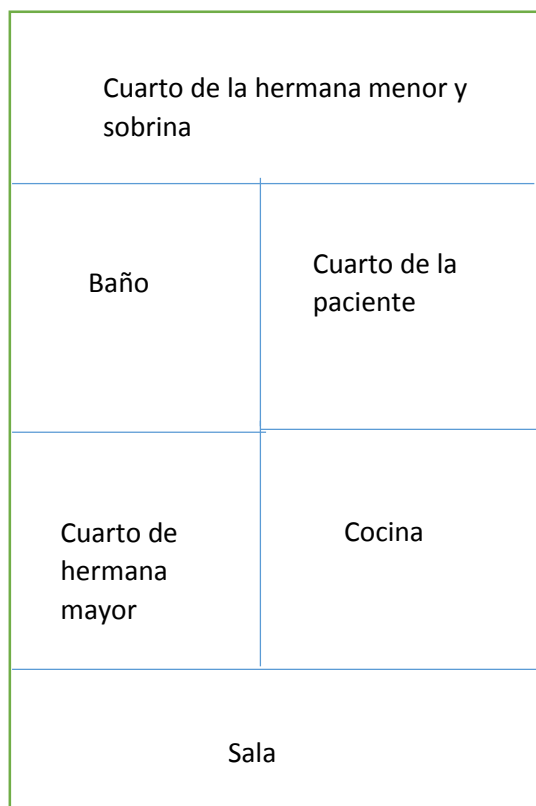 Cuarto de la hermana menor y
sobrina
Baño
Cuarto de la
paciente
Cuarto de
hermana
mayor
Cocina
Sala